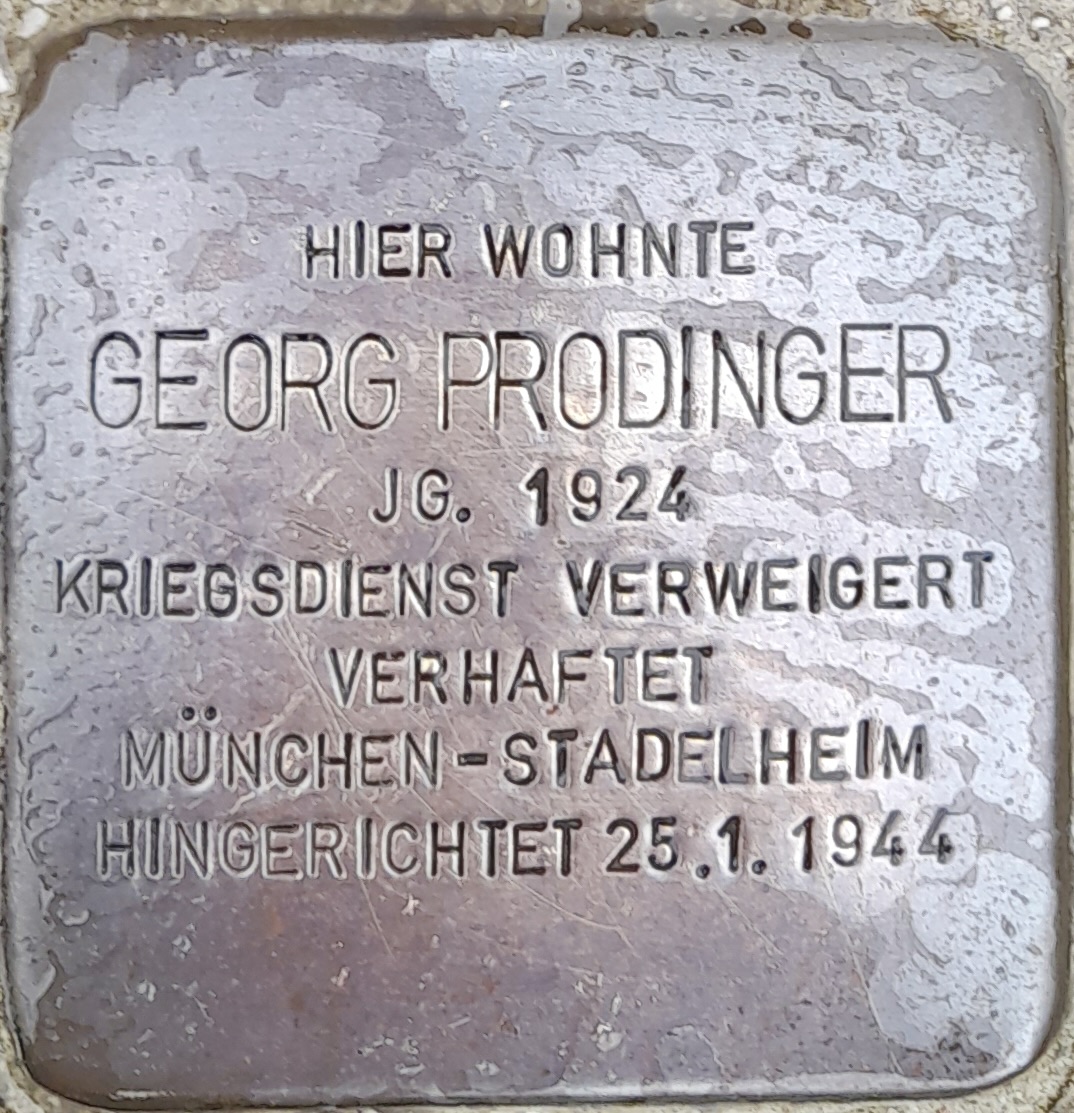 HIER WOHNTE
GEORG PRODINGER
JG. 1924
KRIEGSDIENST VERWEIGERT
VERHAFTET
MÜNCHEN-STADELHEIM
HINGERICHTET 25.1.1944